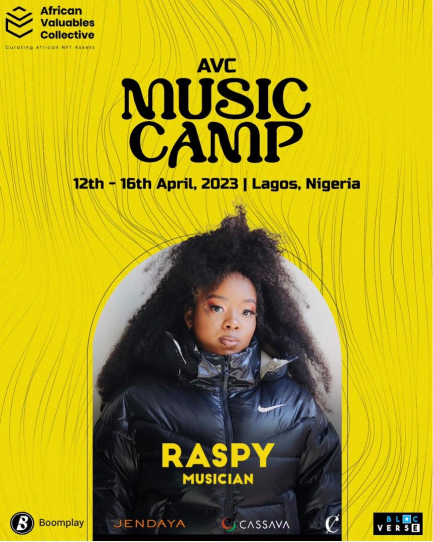 African
Valuables
Collective
Curating African NFT Assets
AVC
MUSIC
CAMP
12th - 16th April, 2023 | Lagos, Nigeria
RASPY
MUSICIAN
B Boomplay
JENDAYA
CASSAVA
BLOC
VERSE